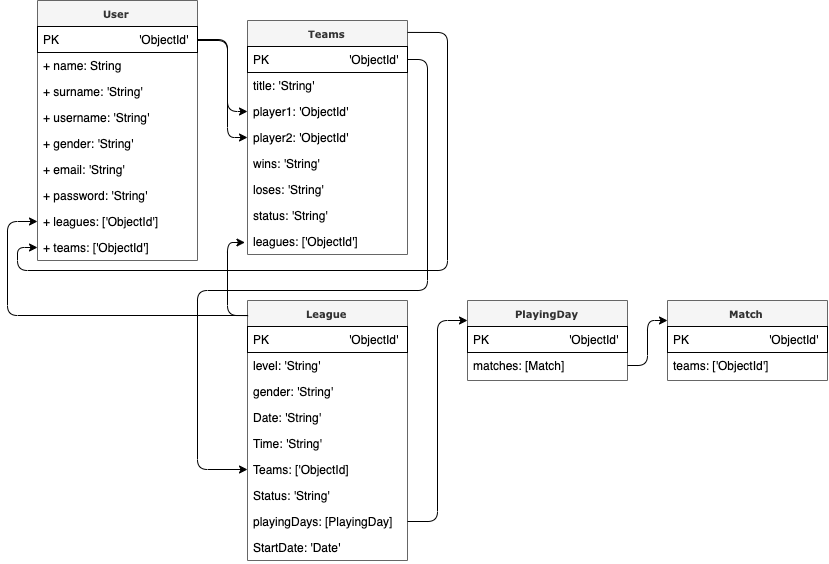 User
PK 'ObjectId'
+ name: String
+ surname: 'String'
+ username: 'String'
+ gender: 'String'
+ email: 'String'
+ password: 'String'
+ leagues: ['ObjectId']
+ teams: ['ObjectId']
Teams
PK 'ObjectId'
title: 'String'
player1: 'ObjectId'
player2: 'ObjectId'
wins: 'String'
loses: 'String'
status: 'String'
leagues: ['ObjectId']
League
PK 'ObjectId'
level: 'String'
gender: 'String'
Date: 'String'
Time: 'String'
Teams: ['ObjectId]
Status: 'String'
playingDays: [PlayingDay]
StartDate: 'Date'
PlayingDay
PK 'ObjectId'
matches: [Match]
Match
PK 'ObjectId'
teams: ['ObjectId']